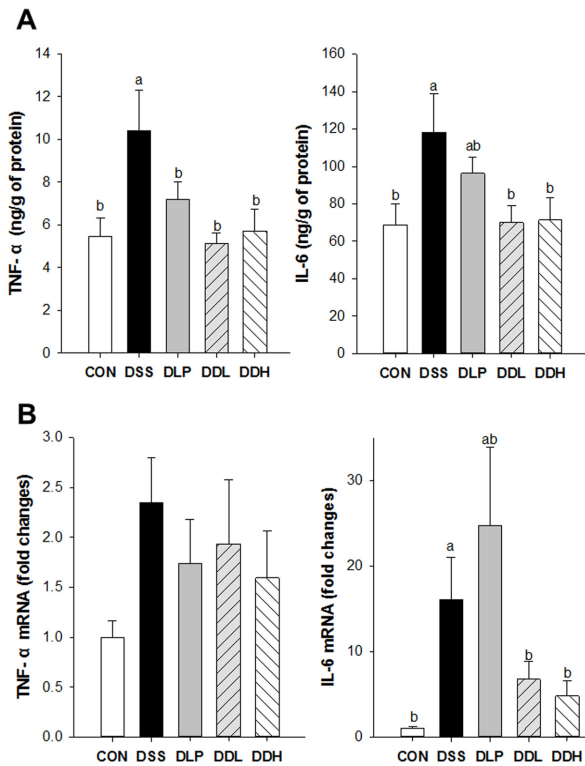 A
TNF- α (ng/g of protein)
14
12
10
8
6
4
2
0
b
a
b
b
b
CON DSS DLP DDL DDH
IL-6 (ng/g of protein)
160
140
120
100
80
60
40
20
0
b
a
ab
b
b
CON DSS DLP DDL DDH
B
TNF- α mRNA (fold changes)
3.0
2.5
2.0
1.5
1.0
0.5
0.0
CON DSS DLP DDL DDH
IL-6 mRNA (fold changes)
30
20
10
0
b
a
ab
b
b
CON DSS DLP DDL DDH